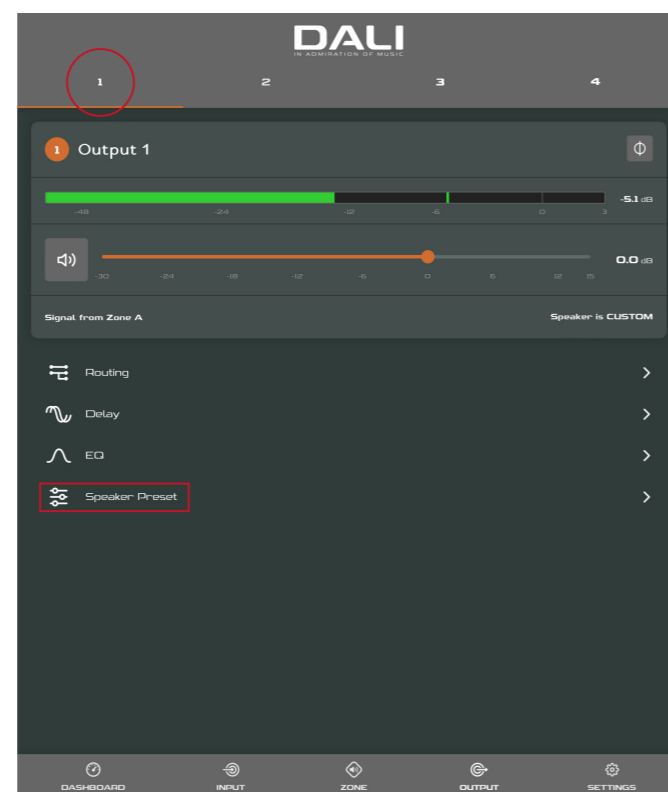 DALI
IN ADMIRATION OF MUSIC
1 2 3 4
1 Output 1
-5.1 dB
-48 -24 -12 -6 0 3
0.0 dB
-30 -24 -18 -12 -6 0 6 12 15
Signal from Zone A Speaker is CUSTOM
Routing
Delay
EQ
Speaker Preset
DASHBOARD INPUT ZONE OUTPUT SETTINGS